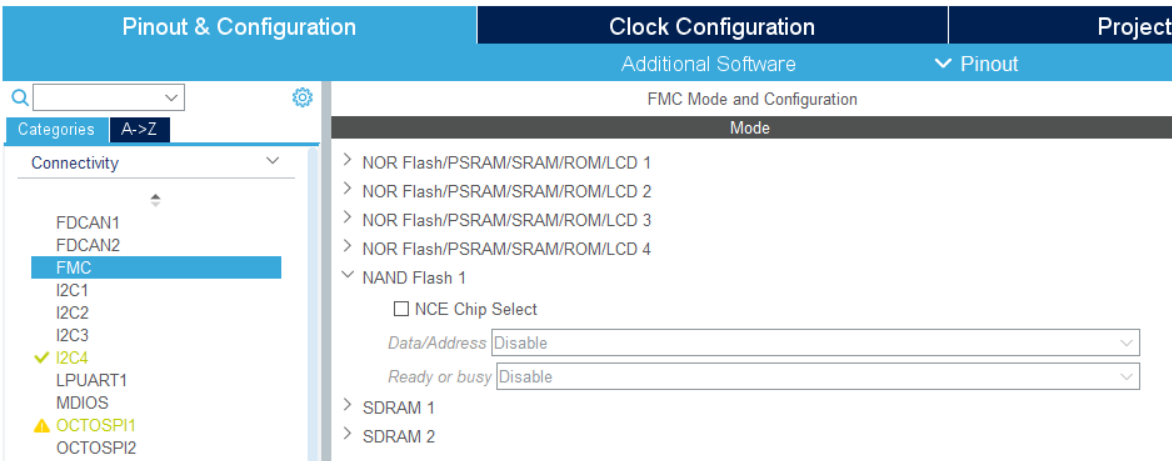 Pinout & Configuration Clock Configuration Project
Additional Software Pinout
FMC Mode and Configuration
Categories A->Z
Mode
Connectivity
FDCAN1
FDCAN2
FMC
I2C1
I2C2
I2C3
I2C4
LPUART1
MDIOS
OCTOSPI1
OCTOSPI2
NOR Flash/PSRAM/SRAM/ROM/LCD 1
NOR Flash/PSRAM/SRAM/ROM/LCD 2
NOR Flash/PSRAM/SRAM/ROM/LCD 3
NOR Flash/PSRAM/SRAM/ROM/LCD 4
NAND Flash 1
NCE Chip Select
Data/Address Disable
Ready or busy Disable
SDRAM 1
SDRAM 2